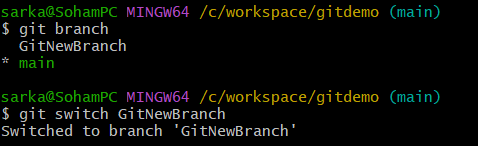 sarka@SohamPC MINGW64 /c/workspace/gitdemo (main)
$ git branch
  GitNewBranch
* main

sarka@SohamPC MINGW64 /c/workspace/gitdemo (main)
$ git switch GitNewBranch
Switched to branch 'GitNewBranch'